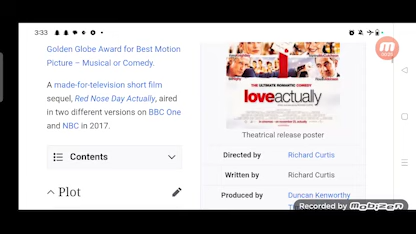 3:33
Golden Globe Award for Best Motion
Picture – Musical or Comedy.
A made-for-television short film
sequel, Red Nose Day Actually, aired
in two different versions on BBC One
and NBC in 2017.
Contents
Plot
THE ULTIMATE ROMANTIC COMEDY
love actually
Theatrical release poster
Directed by Richard Curtis
Written by Richard Curtis
Produced by Duncan Kenworthy
Recorded by Mobizen